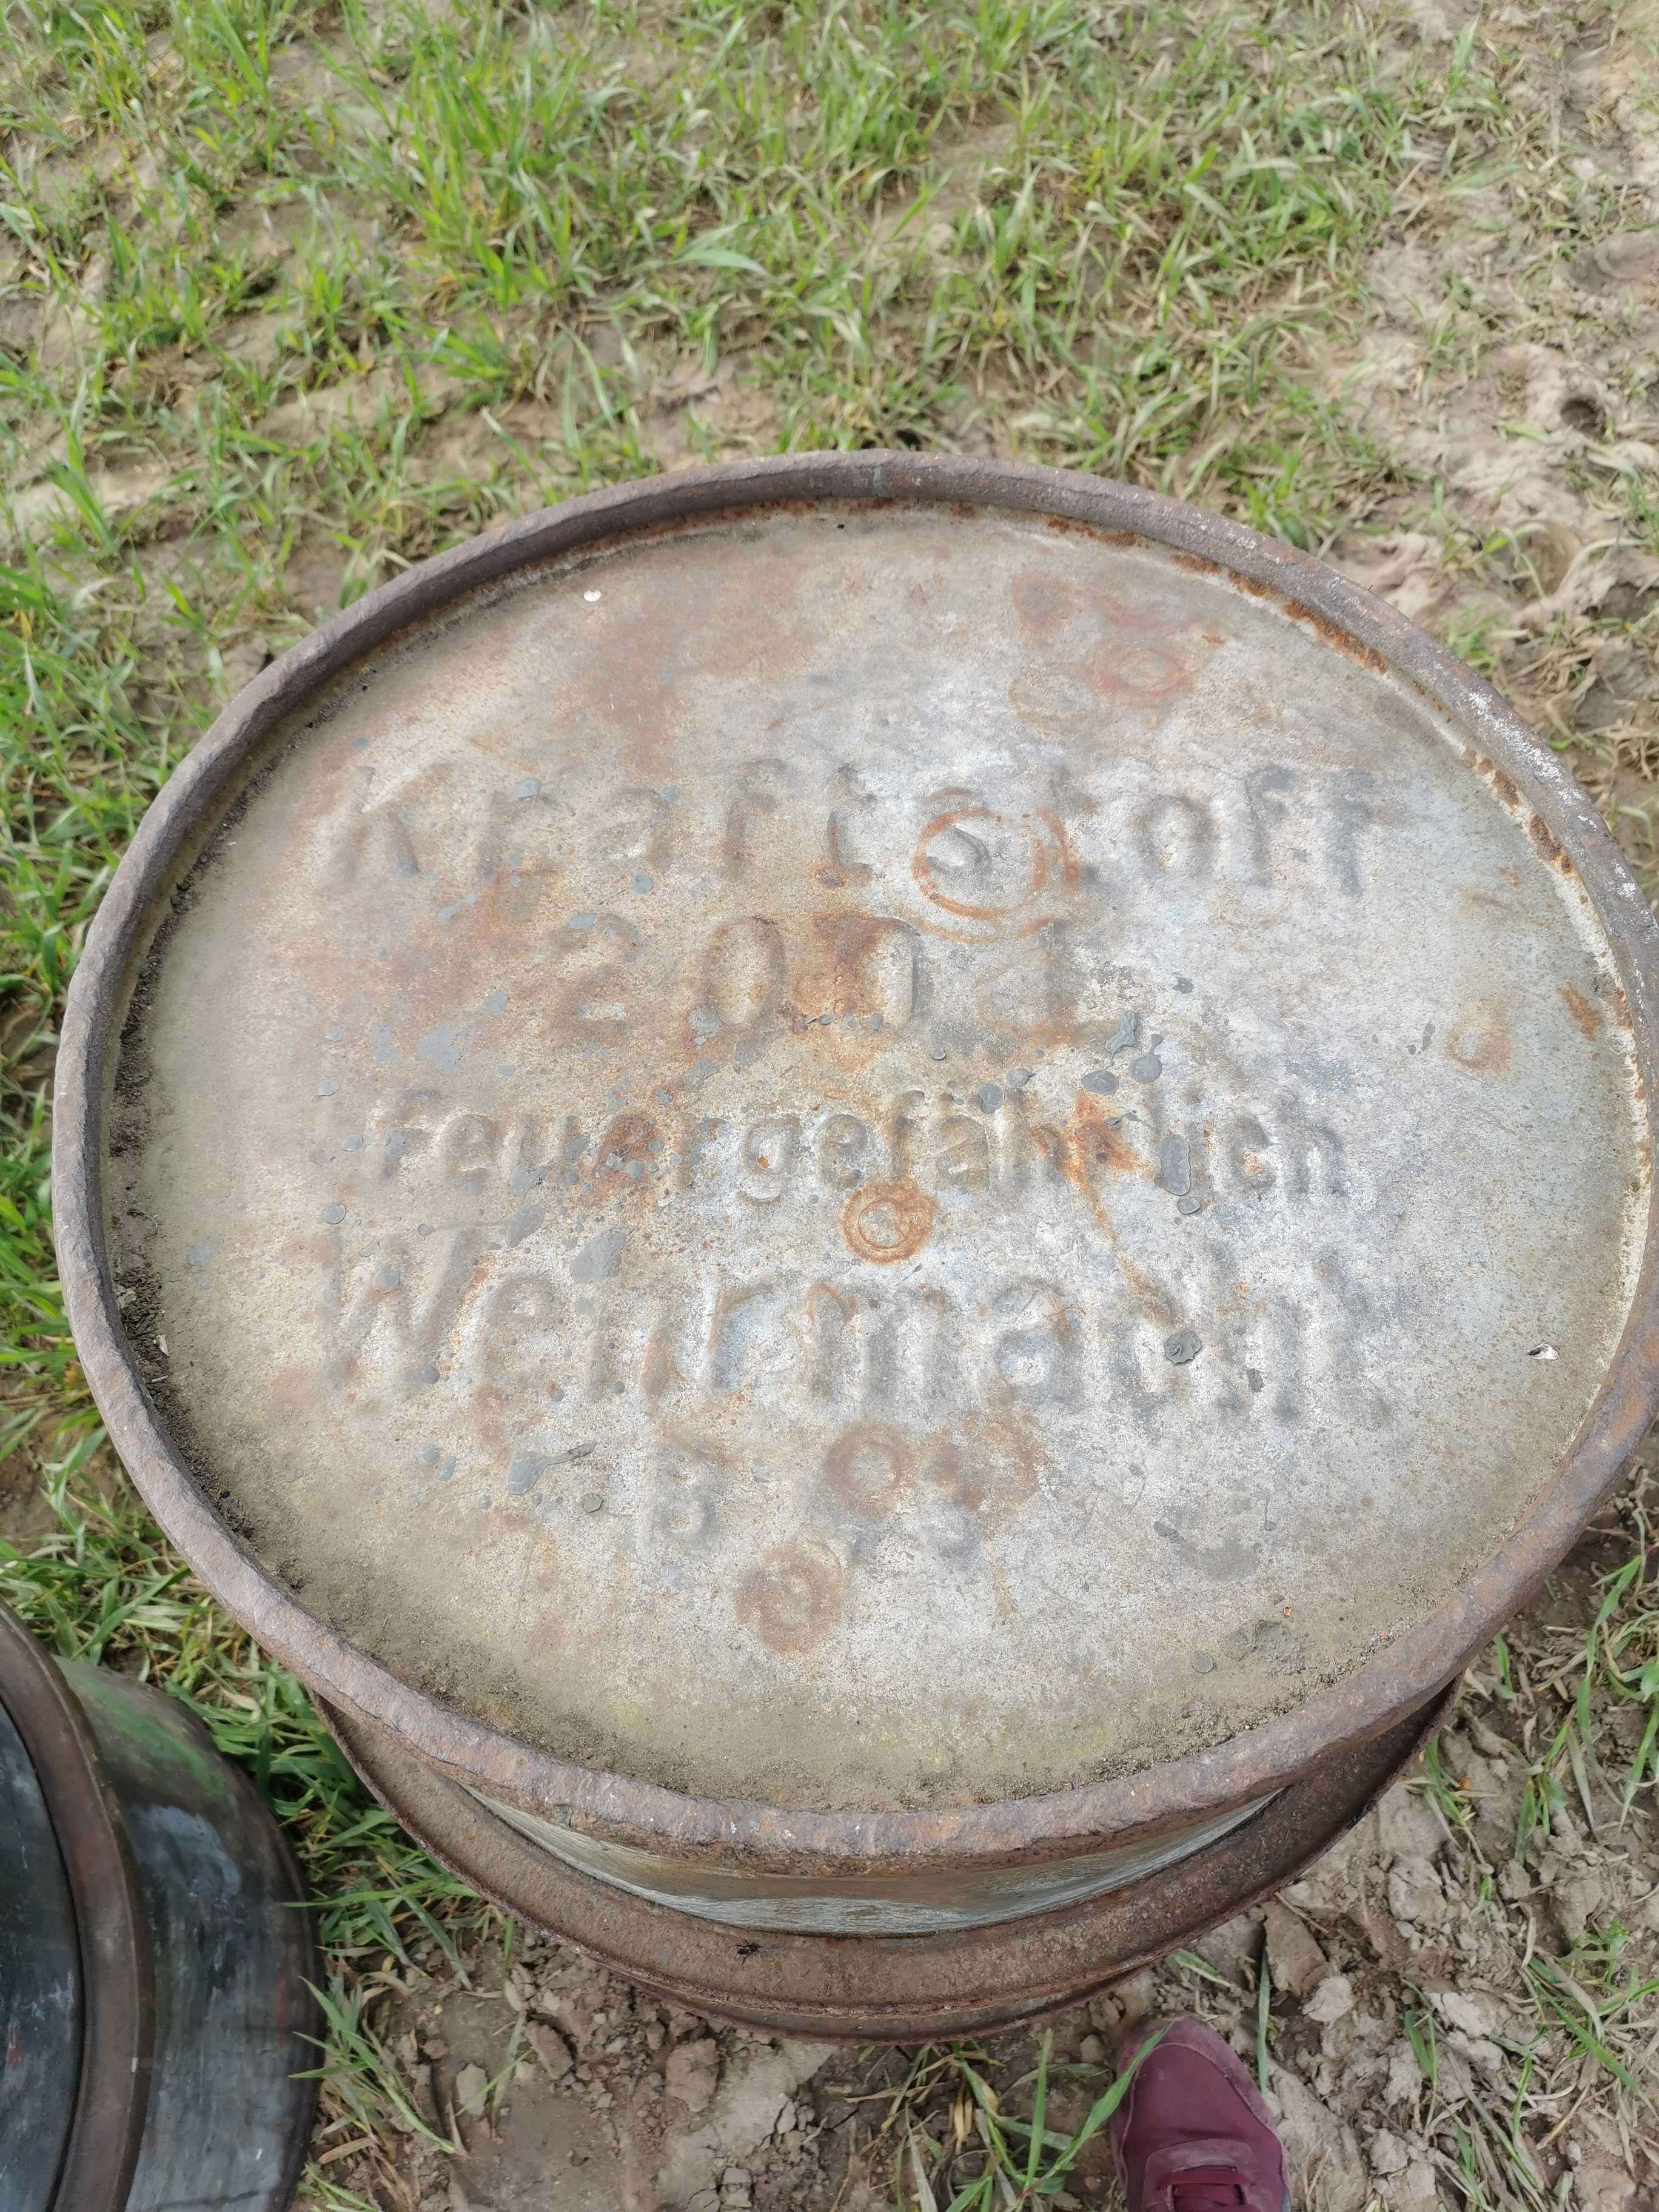 Kraftstoff
200 L
Feuergefährlich
Wehrmacht